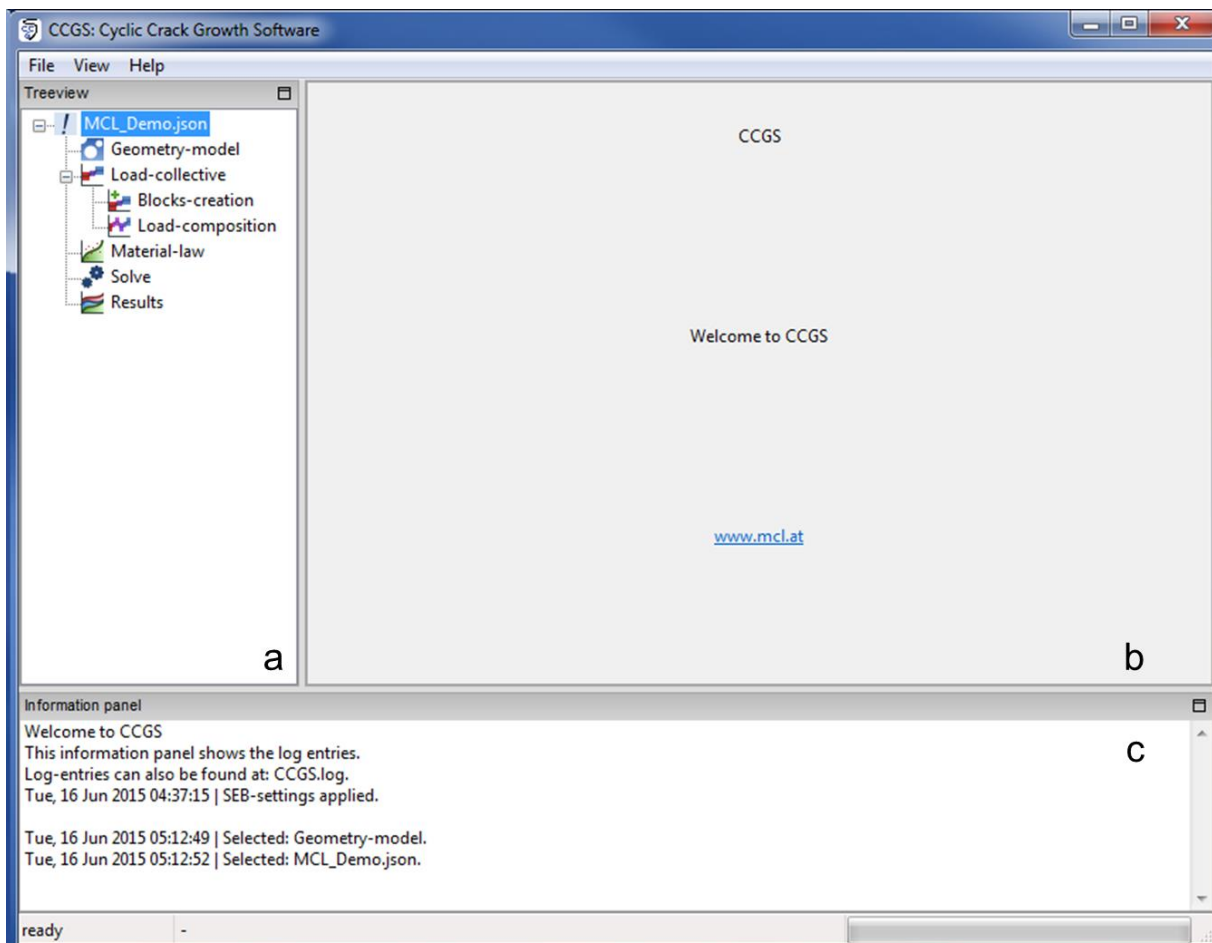 CCGS: Cyclic Crack Growth Software
File View Help
Treeview
MCL_Demo.json
Geometry-model
Load-collective
Blocks-creation
Load-composition
Material-law
Solve
Results
a
CCGS
Welcome to CCGS
www.mcl.at
b
Information panel
Welcome to CCGS
This information panel shows the log entries.
Log-entries can also be found at: CCGS.log.
Tue, 16 Jun 2015 04:37:15 | SEB-settings applied.
Tue, 16 Jun 2015 05:12:49 | Selected: Geometry-model.
Tue, 16 Jun 2015 05:12:52 | Selected: MCL_Demo.json.
c
ready -